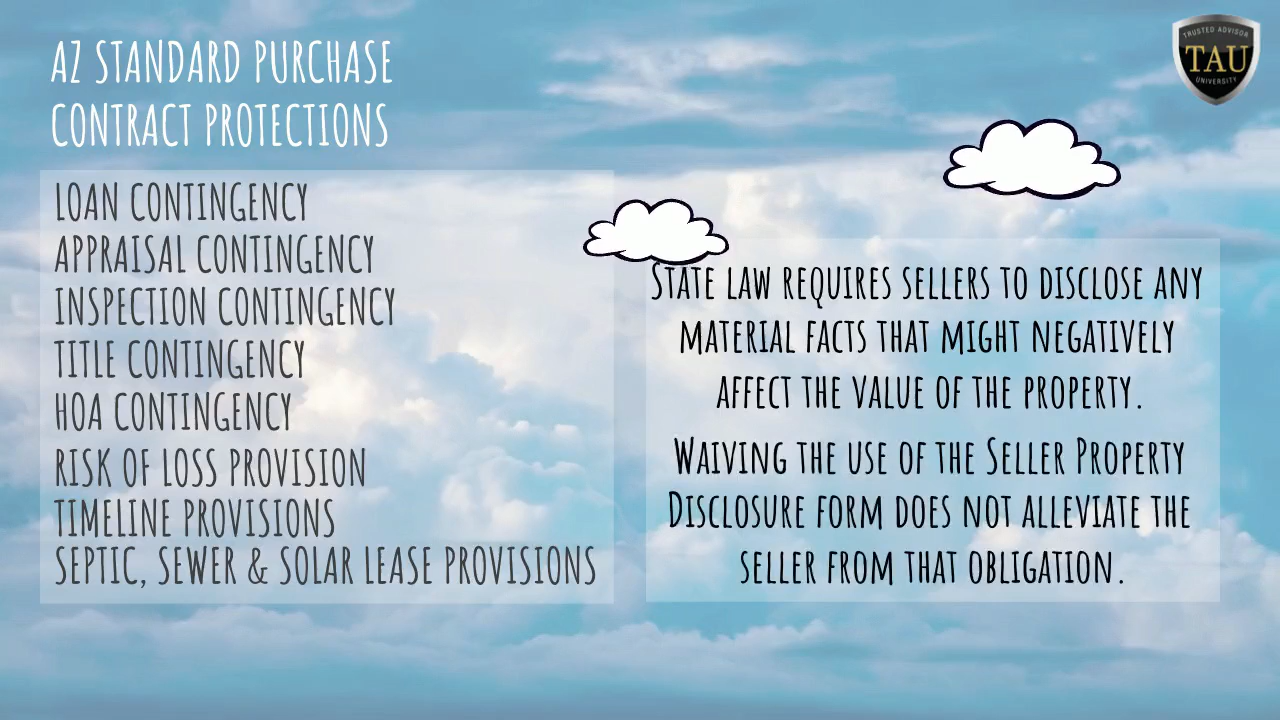 AZ STANDARD PURCHASE
CONTRACT PROTECTIONS
TRUSTED ADVISOR
TAU
UNIVERSITY
LOAN CONTINGENCY
APPRAISAL CONTINGENCY
INSPECTION CONTINGENCY
TITLE CONTINGENCY
HOA CONTINGENCY
RISK OF LOSS PROVISION
TIMELINE PROVISIONS
SEPTIC, SEWER & SOLAR LEASE PROVISIONS
STATE LAW REQUIRES SELLERS TO DISCLOSE ANY
MATERIAL FACTS THAT MIGHT NEGATIVELY
AFFECT THE VALUE OF THE PROPERTY.
WAIVING THE USE OF THE SELLER PROPERTY
DISCLOSURE FORM DOES NOT ALLEVIATE THE
SELLER FROM THAT OBLIGATION.